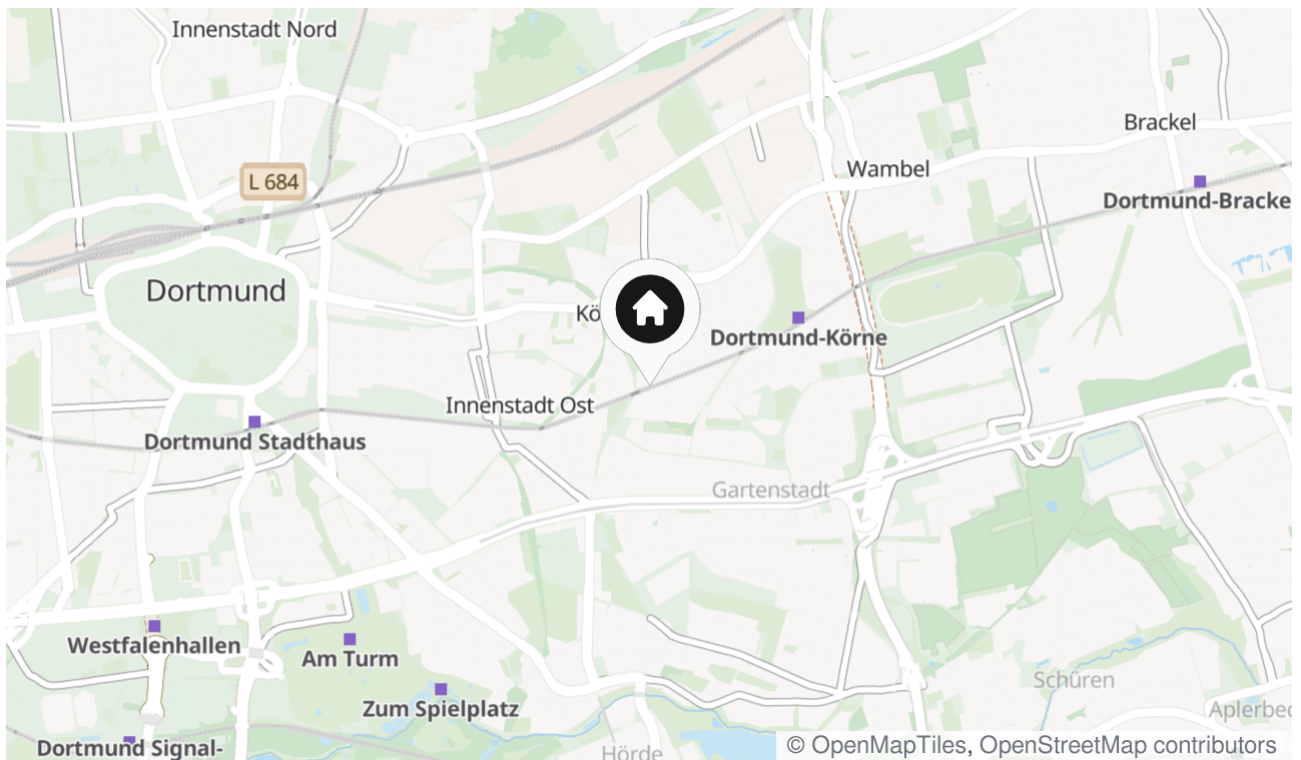 Innenstadt Nord
Brackel
Wambel
L 684
Dortmund-Bracke
Dortmund
Kö
Dortmund-Körne
Innenstadt Ost
Dortmund Stadthaus
Gartenstadt
Westfalenhallen
Am Turm
Schüren
Zum Spielplatz
Aplerbec
Dortmund Signal-
Hörde
© OpenMapTiles, OpenStreetMap contributors